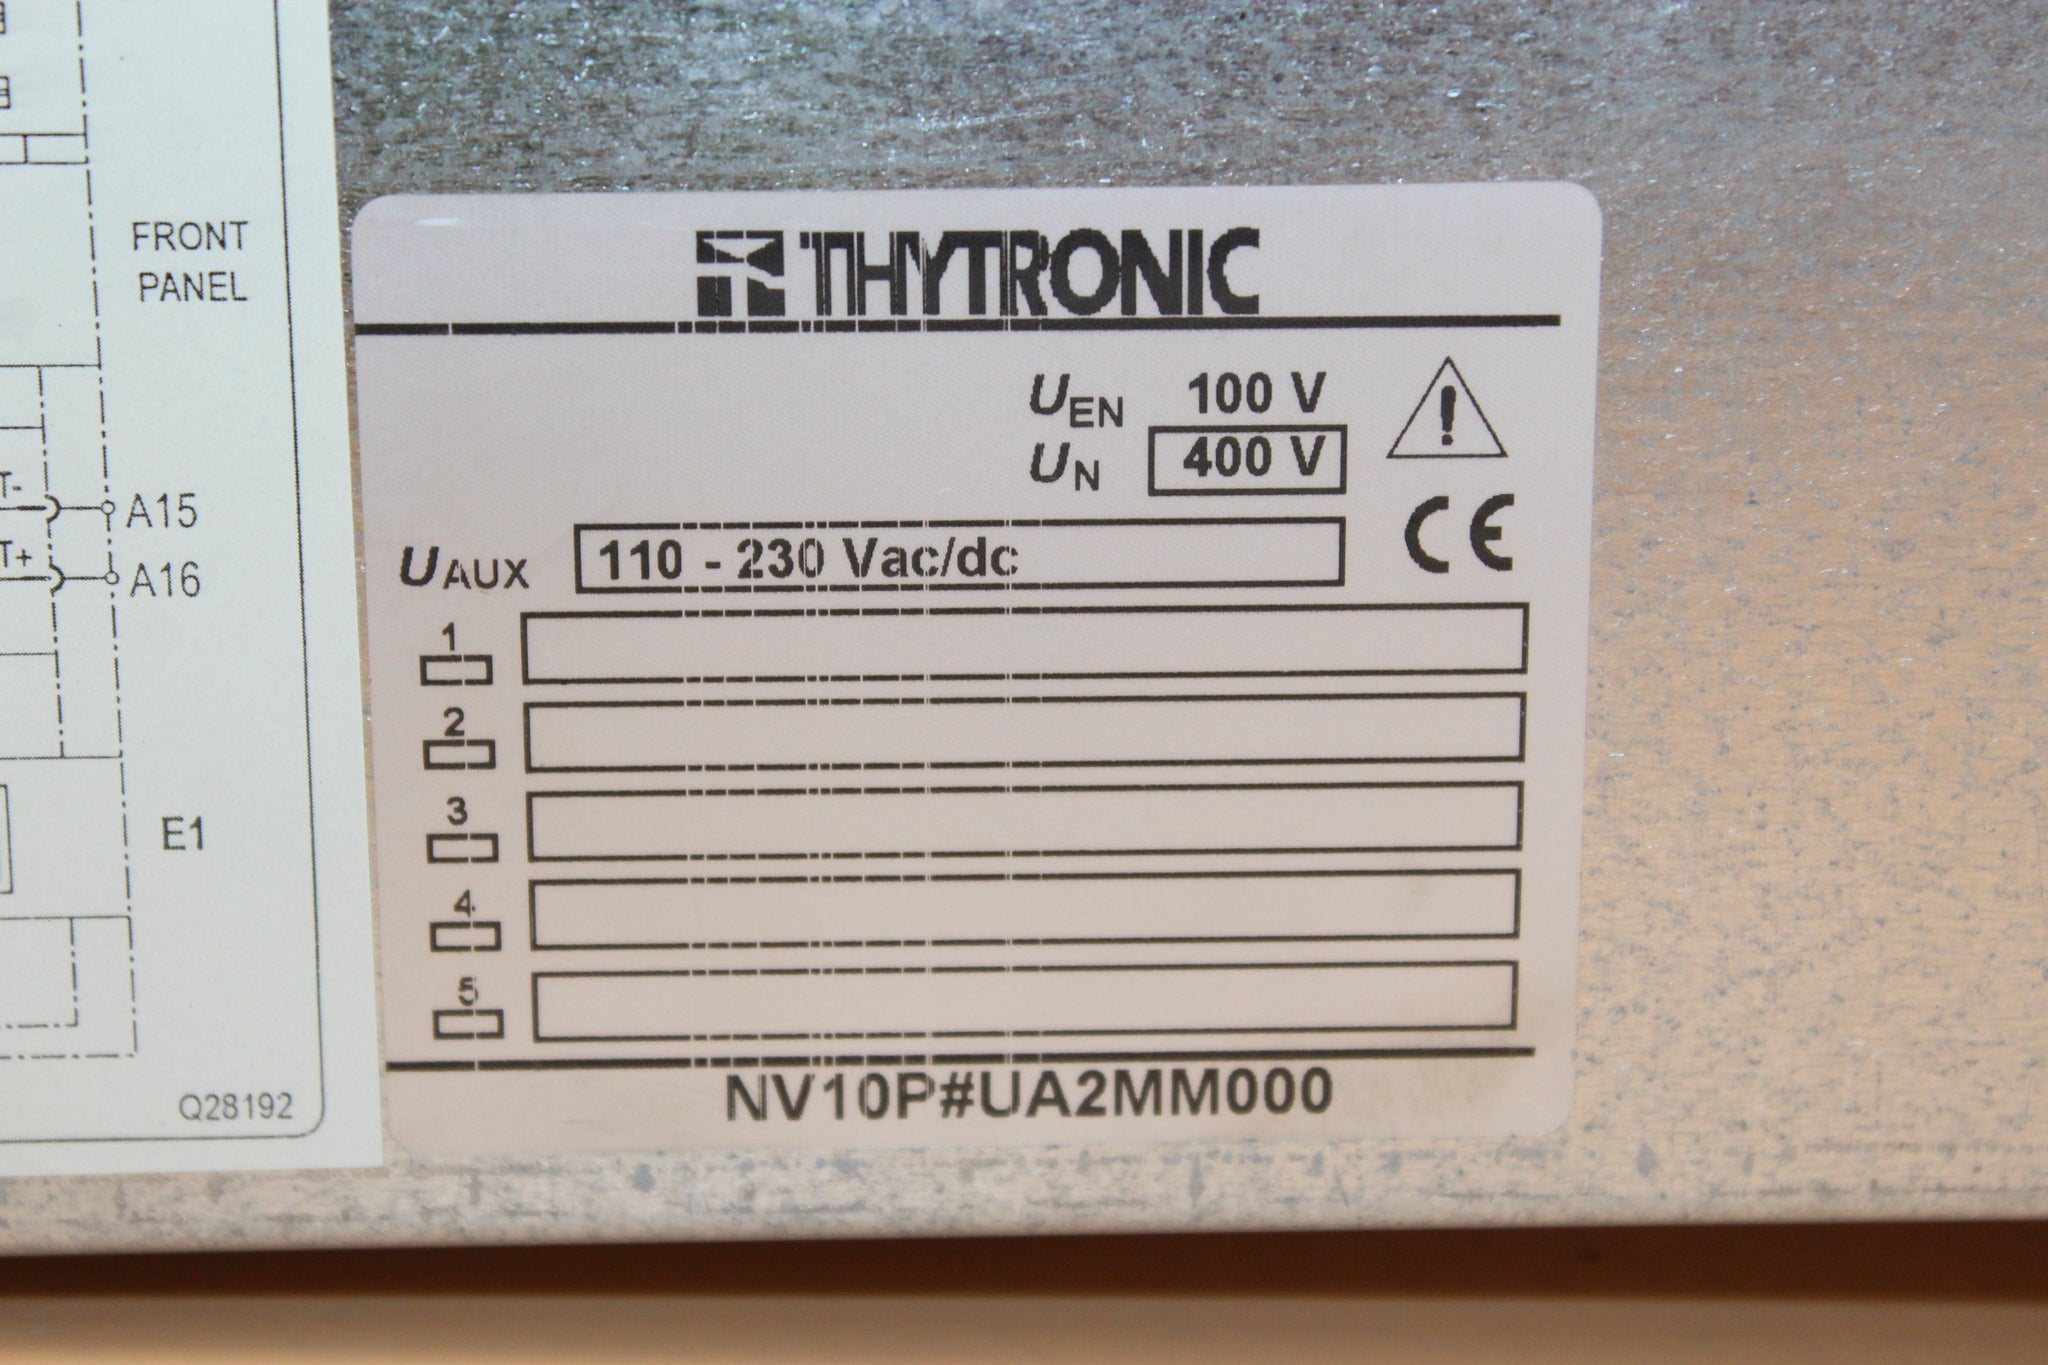 FRONT
PANEL
T-
A15
T+
A16
E1
Q28192
THYTRONIC
UEN 100 V
UN 400 V
CE
UAUX 110 - 230 Vac/dc
1
2
3
4
5
NV10P#UA2MM000